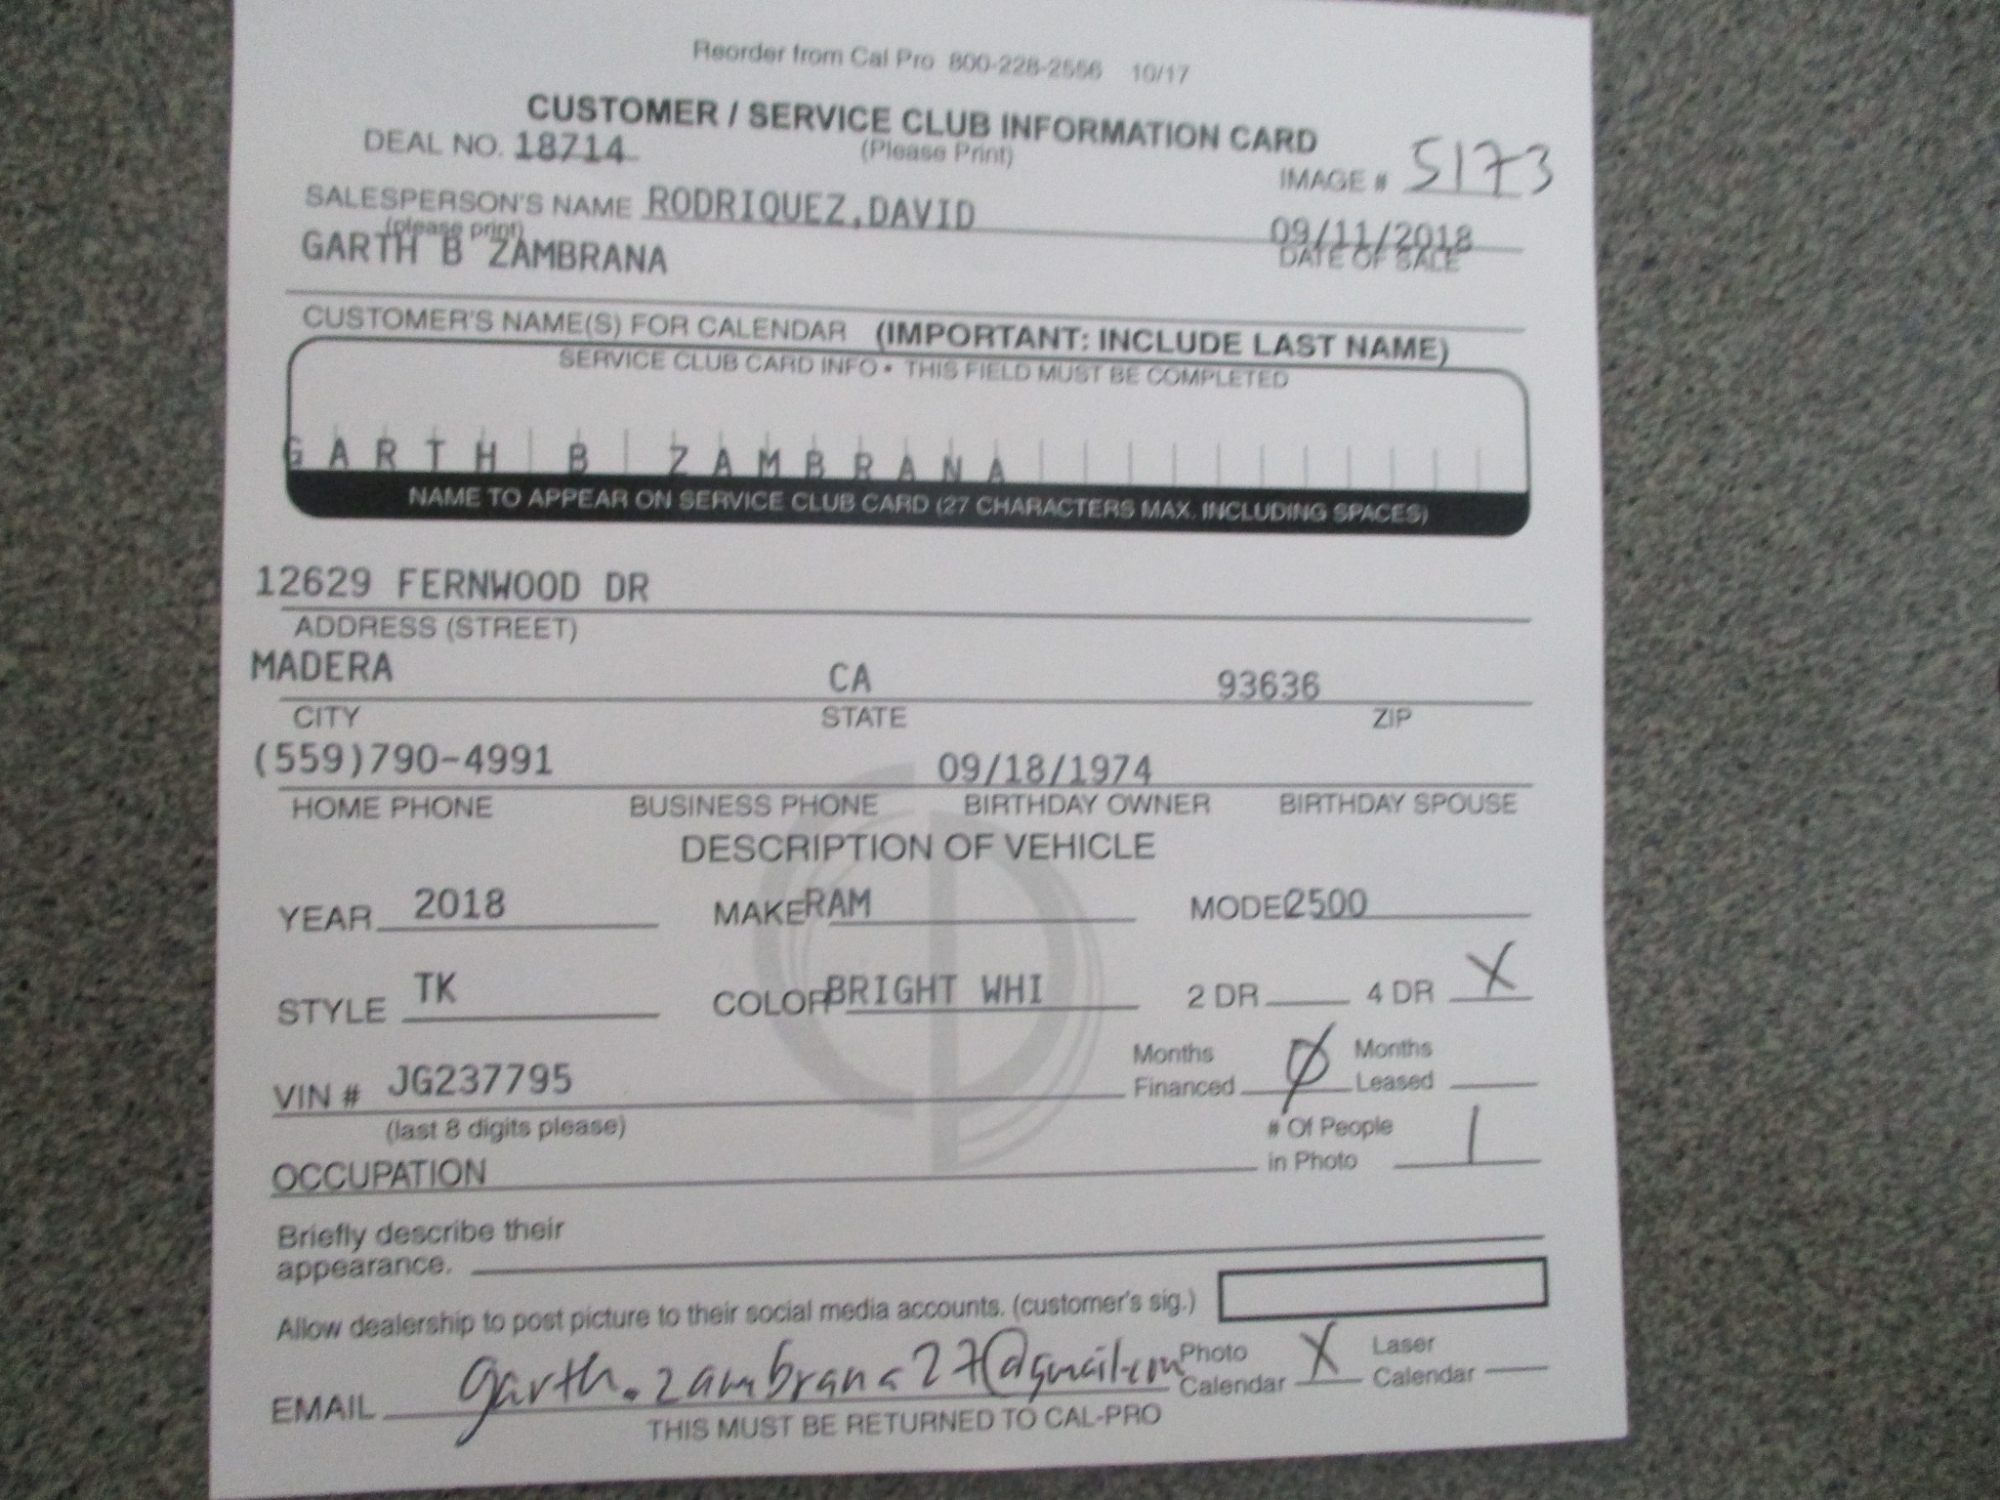 Reorder from Cal Pro 800-228-2556 10/17
CUSTOMER / SERVICE CLUB INFORMATION CARD
DEAL NO. 18714 (Please Print)
IMAGE # 5173
SALESPERSON'S NAME RODRIQUEZ,DAVID
(please print) 09/11/2018
GARTH B ZAMBRANA DATE OF SALE
CUSTOMER'S NAME(S) FOR CALENDAR (IMPORTANT: INCLUDE LAST NAME)
SERVICE CLUB CARD INFO • THIS FIELD MUST BE COMPLETED
GARTH B ZAMBRANA
NAME TO APPEAR ON SERVICE CLUB CARD (27 CHARACTERS MAX. INCLUDING SPACES)
12629 FERNWOOD DR
ADDRESS (STREET)
MADERA CA 93636
CITY STATE ZIP
(559)790-4991 09/18/1974
HOME PHONE BUSINESS PHONE BIRTHDAY OWNER BIRTHDAY SPOUSE
DESCRIPTION OF VEHICLE
YEAR 2018 MAKE RAM MODEL 2500
STYLE TK COLOR BRIGHT WHI 2 DR 4 DR X
VIN # JG237795 Months Financed Ø Months Leased
(last 8 digits please) # Of People
OCCUPATION in Photo 1
Briefly describe their
appearance.
Allow dealership to post picture to their social media accounts. (customer's sig.)
EMAIL garth.zambrana27@gmail.com Photo Calendar X Laser Calendar
THIS MUST BE RETURNED TO CAL-PRO